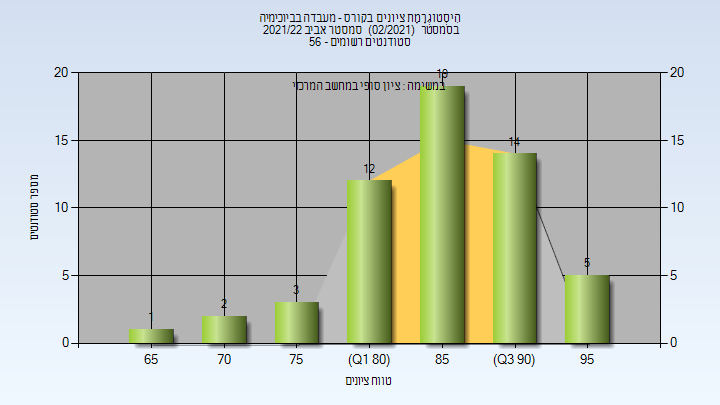 היסטוגרמת ציונים בקורס - מעבדה בביוכימיה
בסמסטר (02/2021) סמסטר אביב 2021/22
סטודנטים רשומים - 56
במשימה : ציון סופי במחשב המרכזי
20 20
15 15
10 10
5 5
0 0
1 2 3 12 19 14 5
65 70 75 (Q1 80) 85 (Q3 90) 95
מספר סטודנטים
טווח ציונים